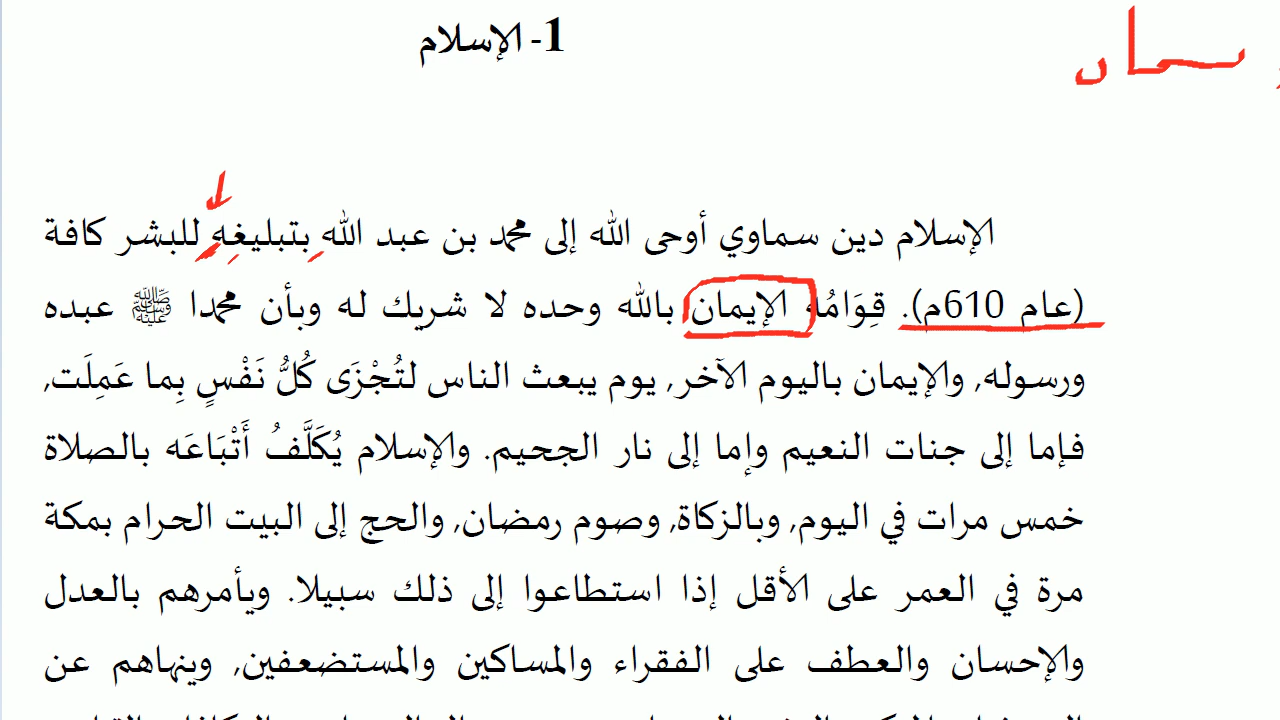 1- الإسلام
الإسلام دين سماوي أوحى الله إلى محمد بن عبد الله بتبليغه للبشر كافة
(عام 610م). قِوَامُه الإيمان بالله وحده لا شريك له وبأن محمدا ﷺ عبده
ورسوله, والإيمان باليوم الآخر, يوم يبعث الناس لتُجْزَى كُلُّ نَفْسٍ بِما عَمِلَت,
فإما إلى جنات النعيم وإما إلى نار الجحيم. والإسلام يُكَلَّفُ أَتْبَاعَه بالصلاة
خمس مرات في اليوم, وبالزكاة, وصوم رمضان, والحج إلى البيت الحرام بمكة
مرة في العمر على الأقل إذا استطاعوا إلى ذلك سبيلا. ويأمرهم بالعدل
والإحسان والعطف على الفقراء والمساكين والمستضعفين, وينهاهم عن